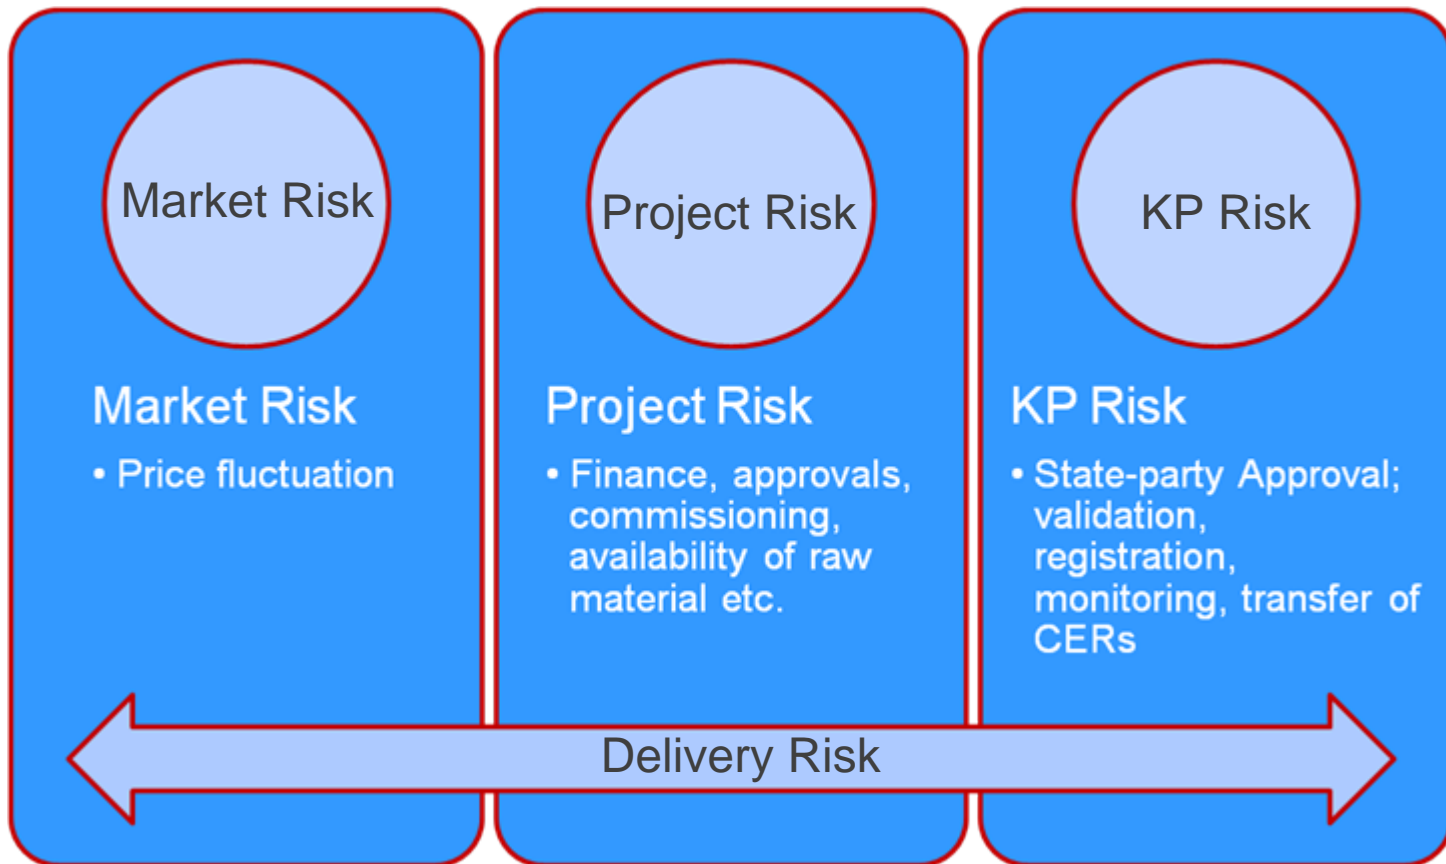 Market Risk
Market Risk
• Price fluctuation
Project Risk
Project Risk
• Finance, approvals,
commissioning,
availability of raw
material etc.
KP Risk
KP Risk
• State-party Approval;
validation,
registration,
monitoring, transfer of
CERs
Delivery Risk